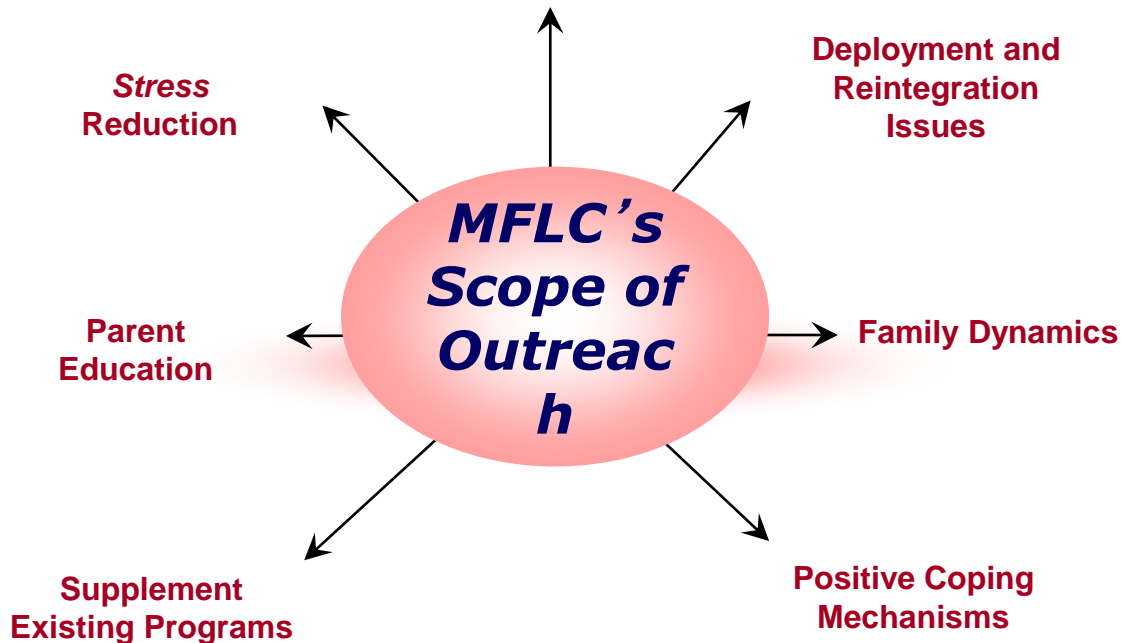 Deployment and
Reintegration
Issues
Stress
Reduction
MFLC’s
Scope of
Outreac
h
Parent
Education
Family Dynamics
Supplement
Existing Programs
Positive Coping
Mechanisms